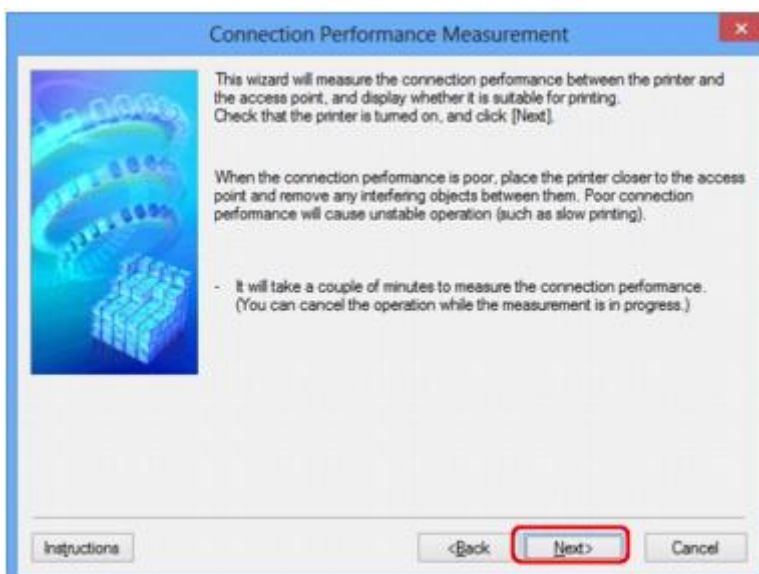 Connection Performance Measurement
This wizard will measure the connection performance between the printer and
the access point, and display whether it is suitable for printing.
Check that the printer is turned on, and click [Next].
When the connection performance is poor, place the printer closer to the access
point and remove any interfering objects between them. Poor connection
performance will cause unstable operation (such as slow printing).
- It will take a couple of minutes to measure the connection performance.
(You can cancel the operation while the measurement is in progress.)
Instructions
<Back
Next>
Cancel